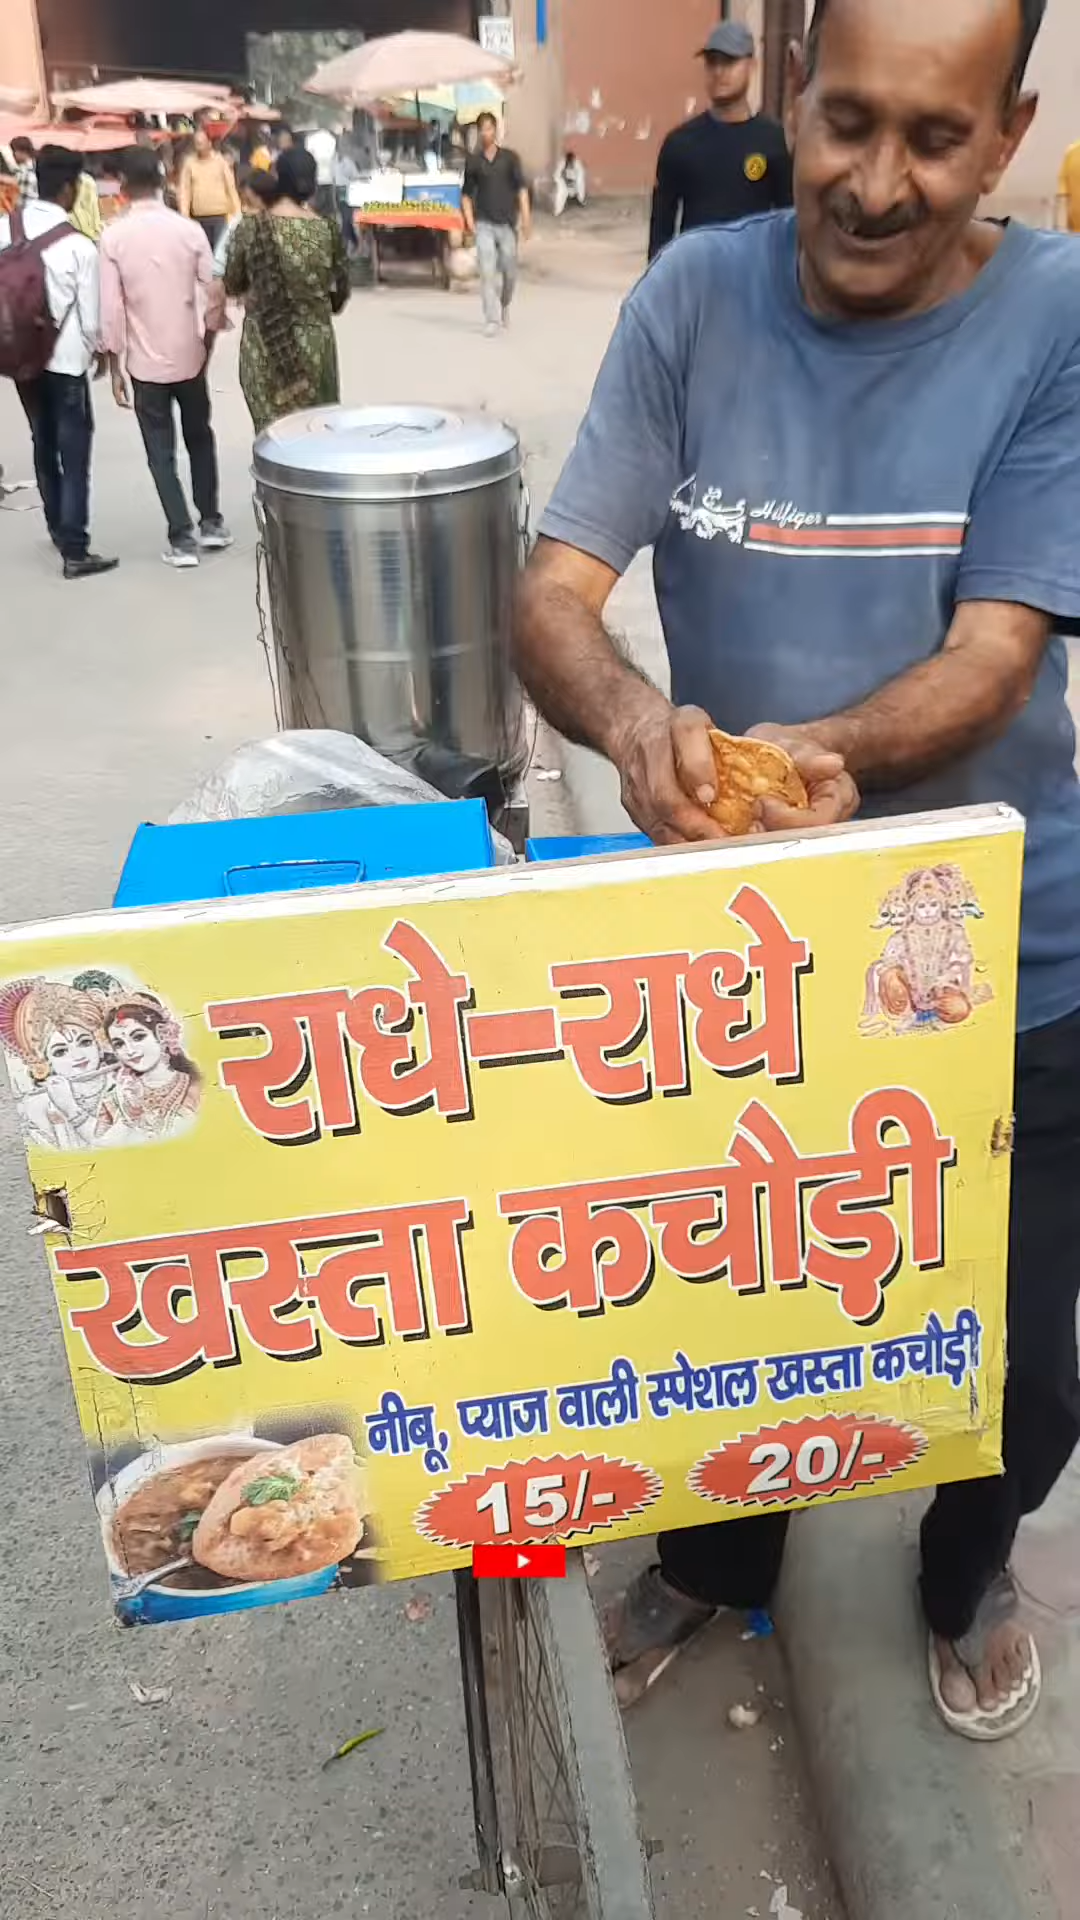 Hilfiger
राधे-राधे
खस्ता कचौड़ी
नीबू, प्याज वाली स्पेशल खस्ता कचौड़ी
15/- 20/-